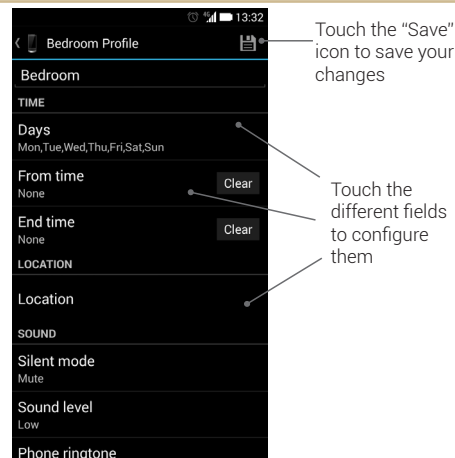 4G 13:32
Bedroom Profile
Bedroom
TIME
Days
Mon,Tue,Wed,Thu,Fri,Sat,Sun
From time
None
Clear
End time
None
Clear
LOCATION
Location
SOUND
Silent mode
Mute
Sound level
Low
Phone ringtone
Touch the “Save”
icon to save your
changes
Touch the
different fields
to configure
them